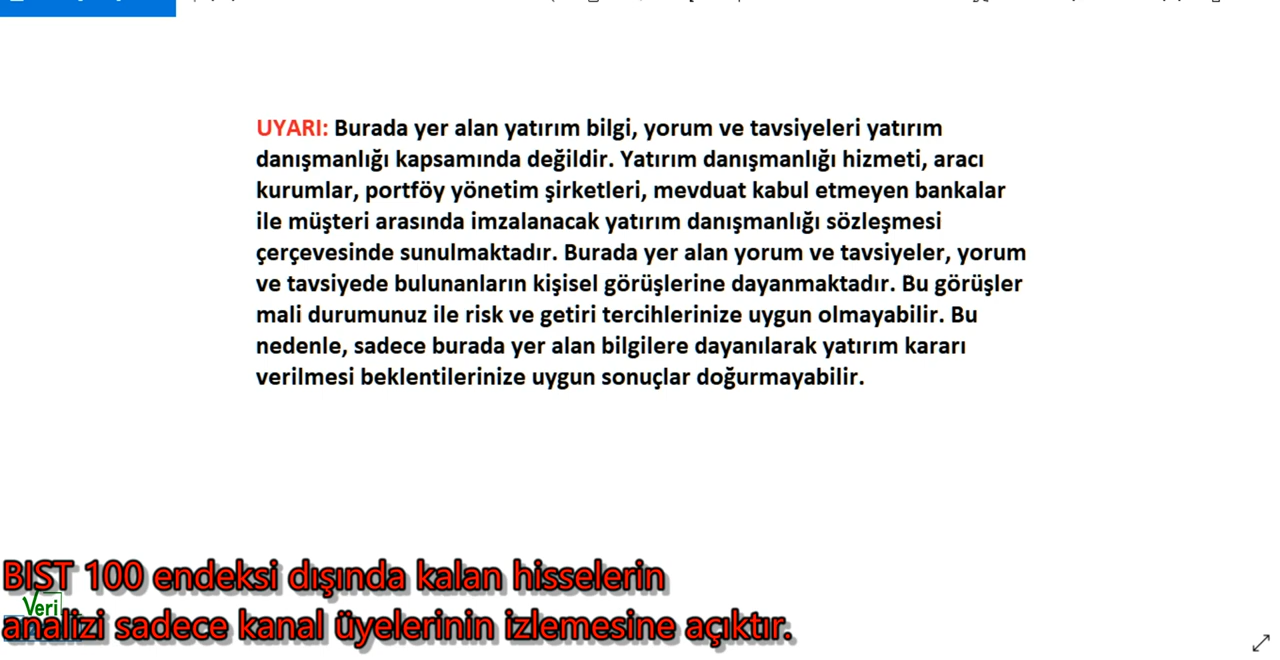 UYARI: Burada yer alan yatırım bilgi, yorum ve tavsiyeleri yatırım
danışmanlığı kapsamında değildir. Yatırım danışmanlığı hizmeti, aracı
kurumlar, portföy yönetim şirketleri, mevduat kabul etmeyen bankalar
ile müşteri arasında imzalanacak yatırım danışmanlığı sözleşmesi
çerçevesinde sunulmaktadır. Burada yer alan yorum ve tavsiyeler, yorum
ve tavsiyede bulunanların kişisel görüşlerine dayanmaktadır. Bu görüşler
mali durumunuz ile risk ve getiri tercihlerinize uygun olmayabilir. Bu
nedenle, sadece burada yer alan bilgilere dayanılarak yatırım kararı
verilmesi beklentilerinize uygun sonuçlar doğurmayabilir.
BIST 100 endeksi dışında kalan hisselerin
Veri
analizi sadece kanal üyelerinin izlemesine açıktır.